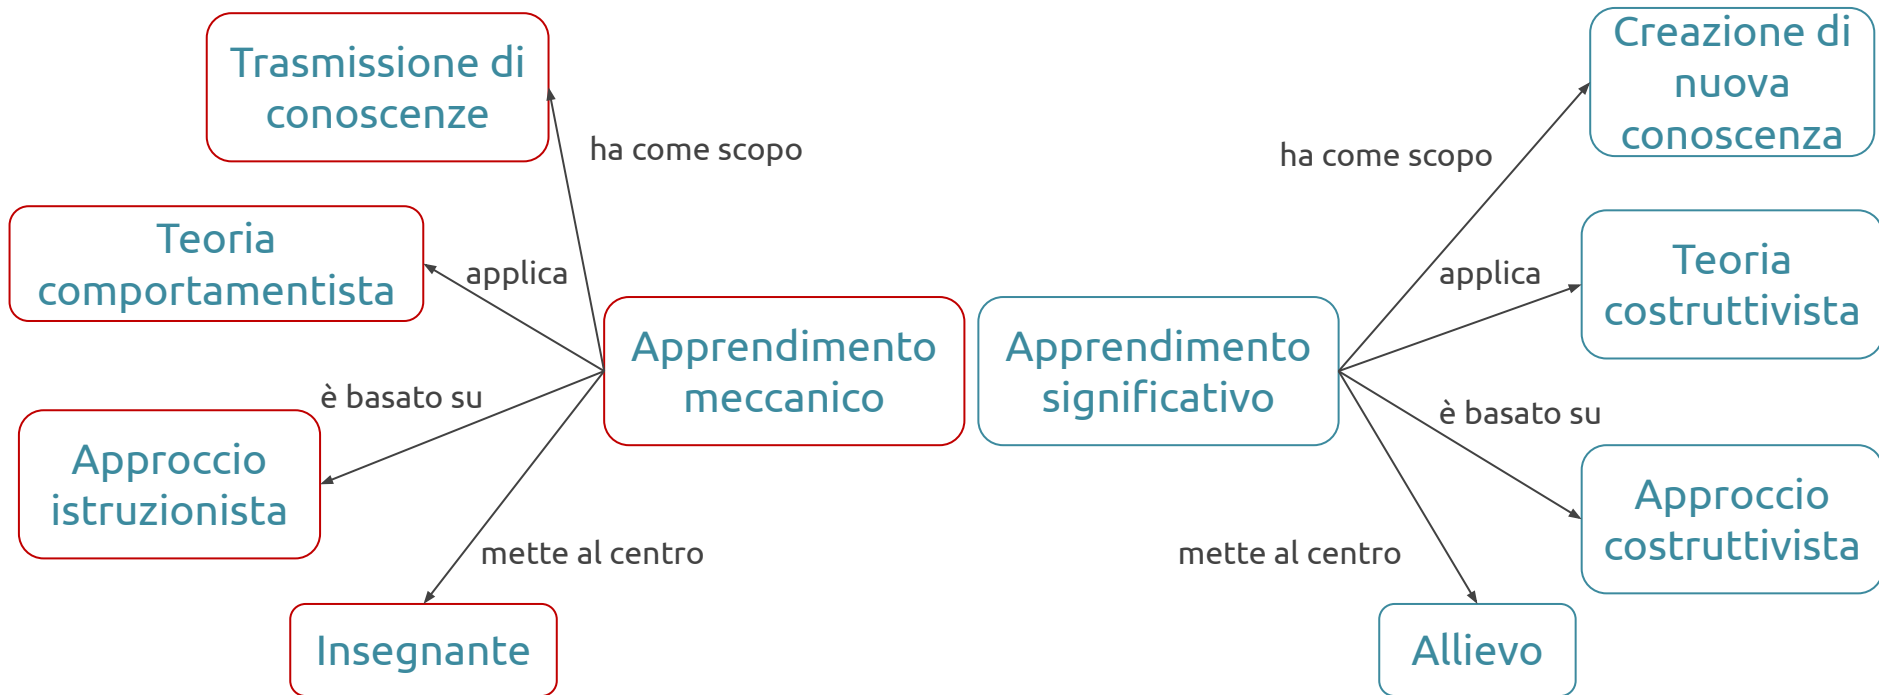 Trasmissione di
conoscenze
ha come scopo
Teoria
comportamentista
applica
Apprendimento
meccanico
è basato su
Approccio
istruzionista
mette al centro
Insegnante
Creazione di
nuova
conoscenza
ha come scopo
Teoria
costruttivista
applica
Apprendimento
significativo
è basato su
Approccio
costruttivista
mette al centro
Allievo